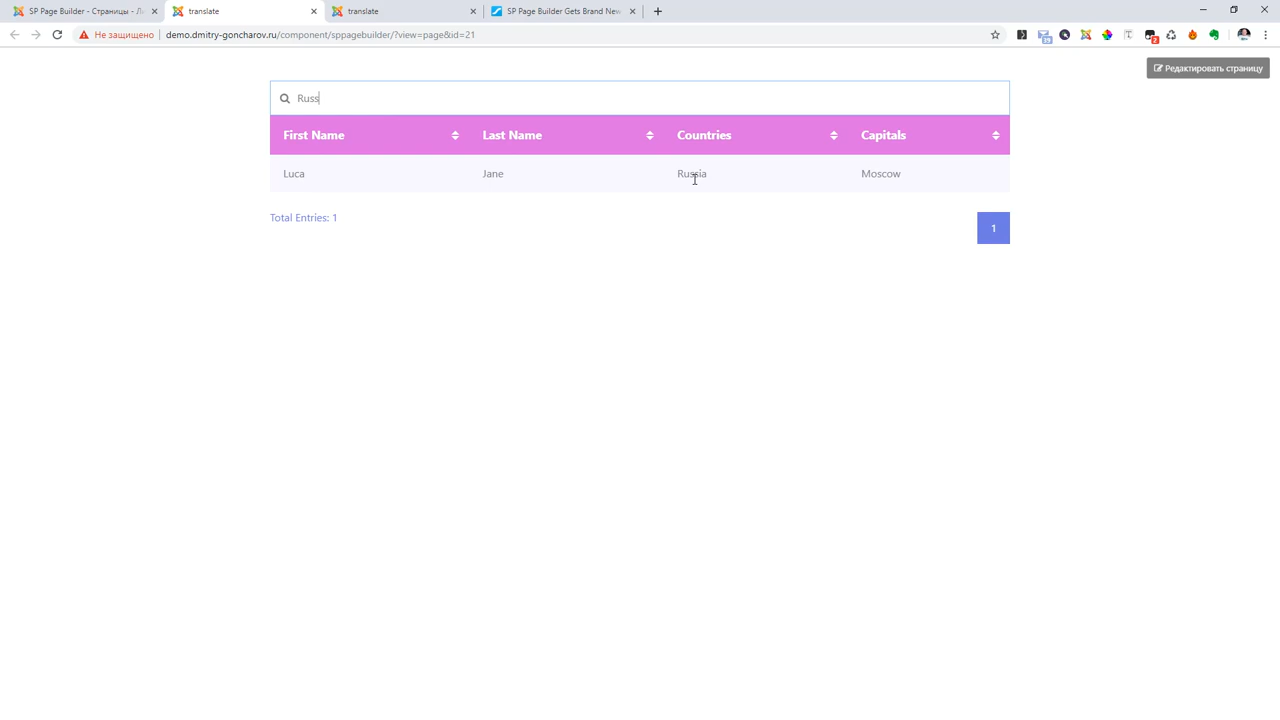 SP Page Builder - Страницы - Ли
translate
translate
SP Page Builder Gets Brand New
Не защищено
demo.dmitry-goncharov.ru/component/sppagebuilder/?view=page&id=21
Редактировать страницу
Russ
First Name Last Name Countries Capitals
Luca Jane Russia Moscow
Total Entries: 1
1